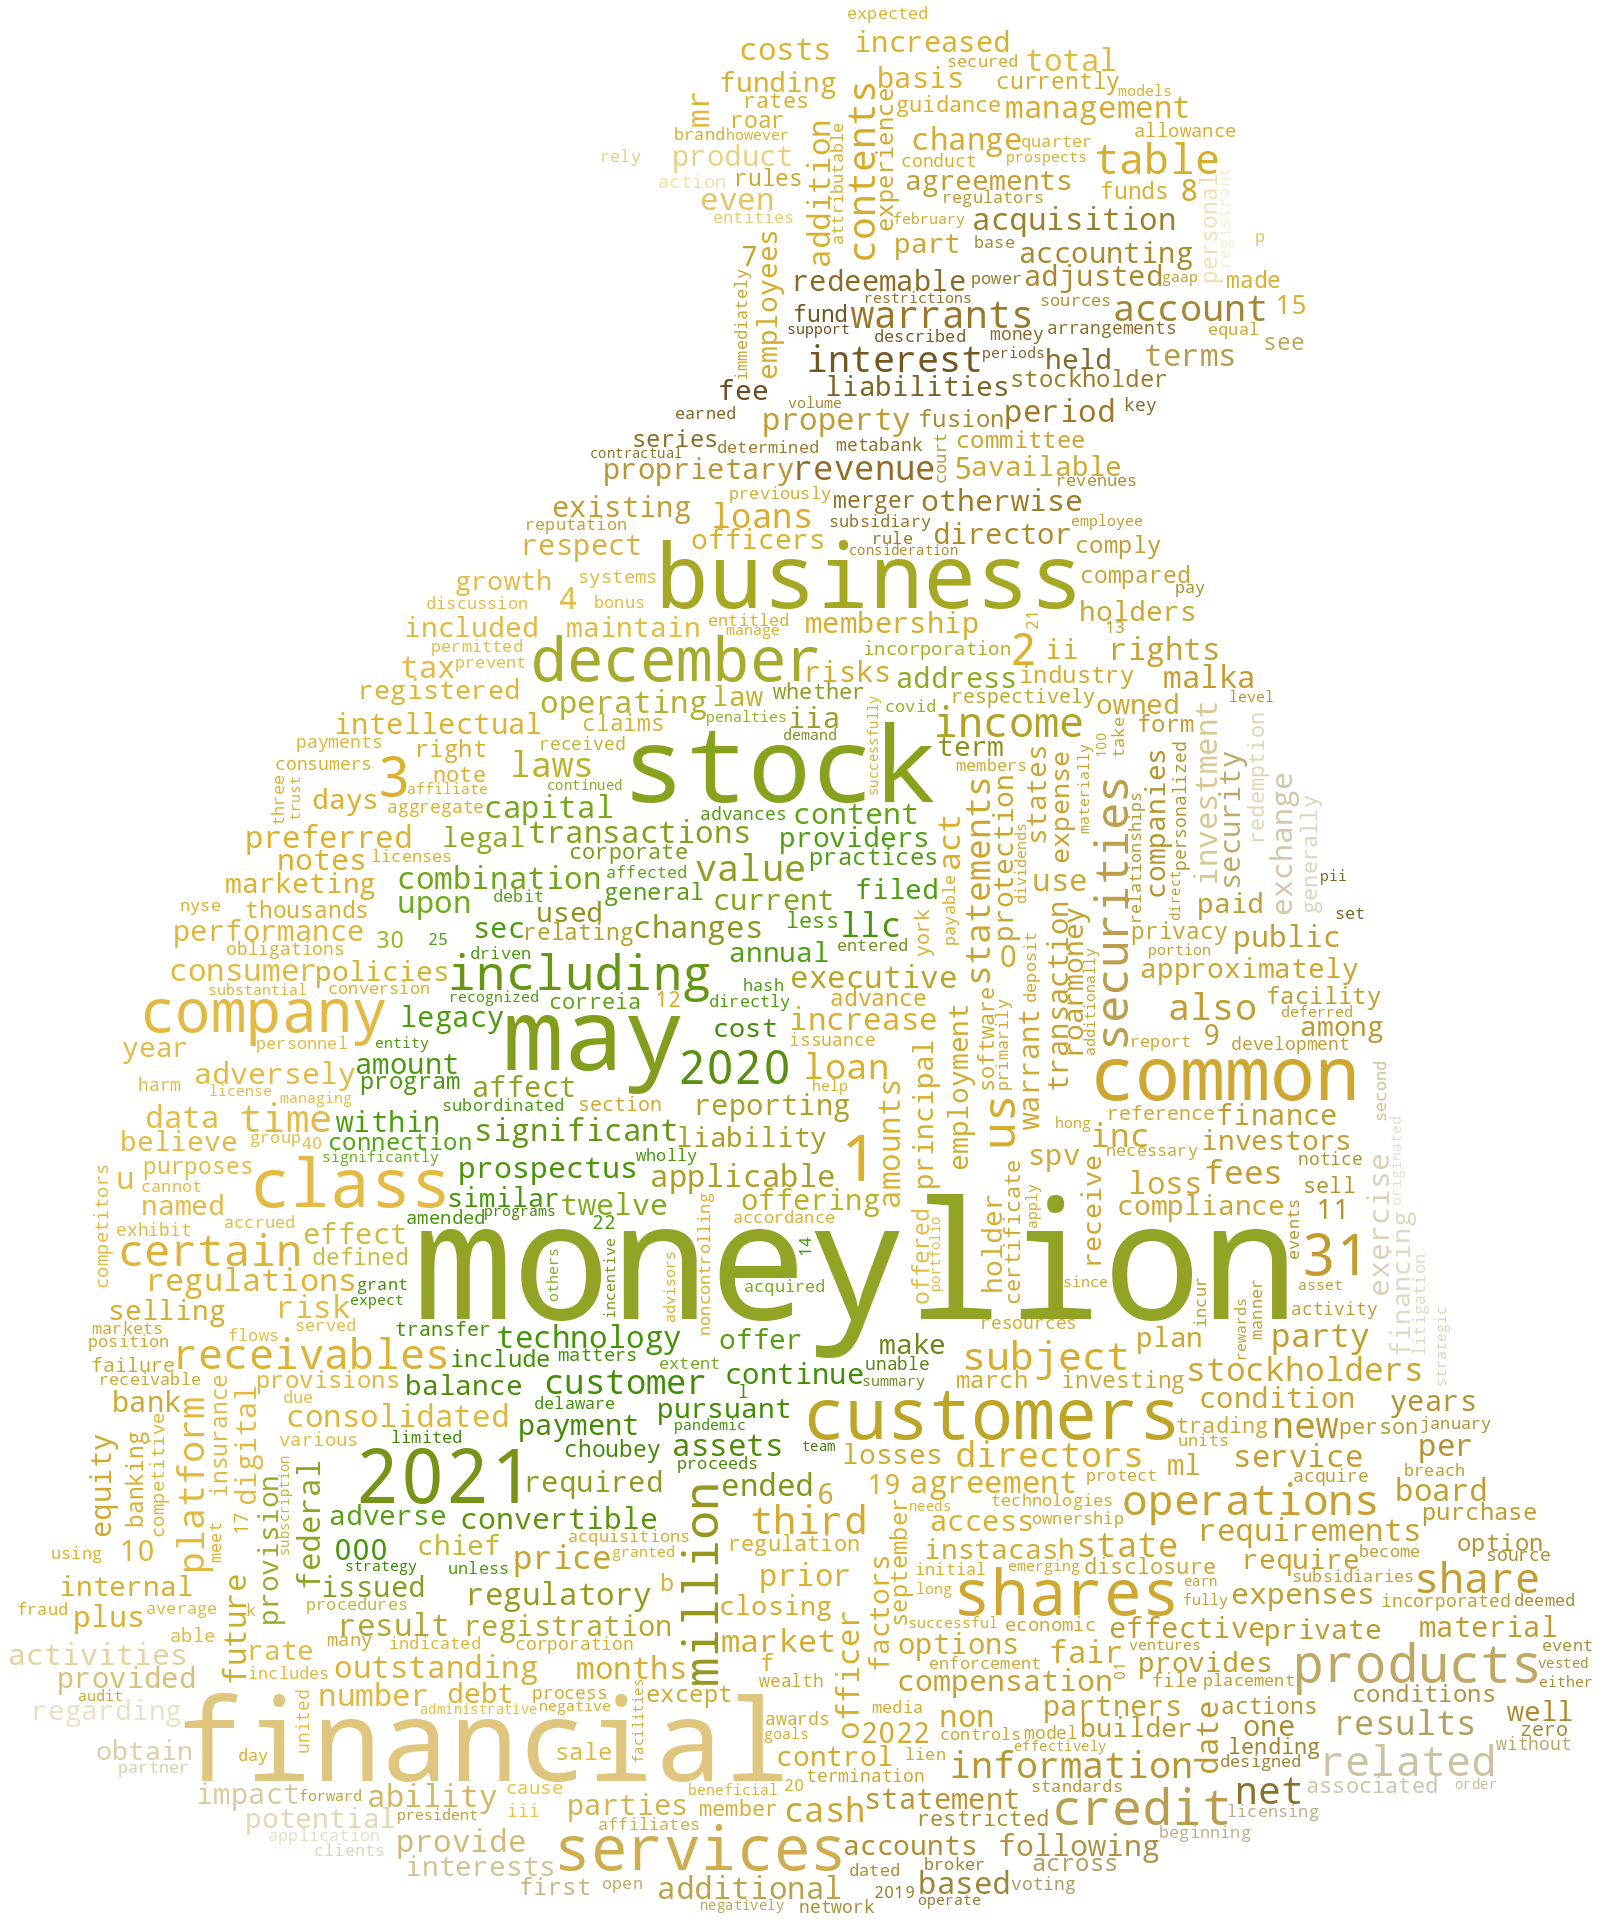 expected
costs increased
secured total
funding basis currently
models
mr rates guidance management
roar contents experience
brand however change quarter allowance
rely product addition attributable conduct prospects table
action rules agreements funds 8
even regulators personal registrant
entities february acquisition
part base p
7 employees accounting
redeemable power adjusted gaap made
immediately restrictions sources
fund warrants account 15
support described money arrangements equal
interest periods held terms see
fee liabilities stockholder
volume period key
earned property fusion
series determined metabank committee
contractual court
proprietary revenue 5 available
revenues
previously
existing loans merger otherwise
reputation subsidiary employee
respect officers rule director comply
consideration
growth systems business compared
pay
discussion 4 bonus holders
included maintain entitled membership 21 13
manage
permitted december incorporation 2 ii rights
tax prevent risks address industry malka
registered operating law whether respectively owned level
intellectual claims penalties iia covid income form
payments right received demand term
consumers 3 note laws stock successfully members states 100 take investment redemption
three trust affiliate continued
days aggregate capital advances content statements materially companies personalized security exchange
preferred legal transactions providers act protection dividends expense securities relationships generally
notes licenses corporate practices
marketing combination affected value use direct pii
debit general current filed
nyse thousands upon used less llc payable paid set
performance 30 25 sec relating changes york privacy public
obligations driven annual entered 0 deposit portion
consumer policies including hash executive approximately
substantial conversion recognized correia 12 directly advance software transaction roarmoney additionally facility
company legacy may cost increase also deferred
year personnel entity issuance primarily report 9 among
amount 2020 loan employment warrant development
adversely program affect common
harm license managing help principal
data time subordinated section reporting amounts us hong reference finance second
within significant inc
believe group 40 connection liability 1 necessary investors
u purposes significantly prospectus wholly spv notice
cannot applicable loss fees sell
named class similar twelve offering certificate receive compliance exercise originated
competitors exhibit accrued amended programs 22 noncontrolling accordance offered holder apply 11
certain effect moneylion 14 portfolio events 31 financing
defined others incentive advisors
regulations grant acquired since asset litigation
selling risk expect resources incur manner activity
markets served transfer technology offer make plan rewards party strategic
position flows
failure receivables include matters extent continue unable subject stockholders
receivable provisions balance customer l summary march investing condition
bank insurance due delaware pursuant years
consolidated payment pandemic customers trading new person january
various limited choubey assets team units per
equity banking competitive platform digital 2021 proceeds losses directors ml service breach
federal required ended agreement protect acquire
meet 17 subscription 6 19 technologies board
adverse convertible third needs access ownership operations purchase
using 10 000 chief acquisitions regulation requirements option
provision strategy unless price granted instacash state source
internal issued million prior initial emerging disclosure require become
fraud plus average k procedures regulatory b closing september long shares earn subsidiaries share
future fully expenses incorporated deemed
able result registration successful economic
many indicated corporation market factors effective private material
activities rate f officer options ventures event
includes outstanding months fair provides vested
provided wealth enforcement 01 either
audit number debt process except compensation file placement products
regarding united administrative negative media partners actions conditions
financial facilities awards non date well
obtain day sale goals 2022 controls model builder one results zero
partner control lien effectively lending without
termination information designed related
impact forward ability cause beneficial 20 standards net associated order
iii parties member cash statement credit
potential president affiliates restricted licensing
application provide services accounts following beginning
clients
interests dated broker across
first open additional based voting
2019
negatively network operate